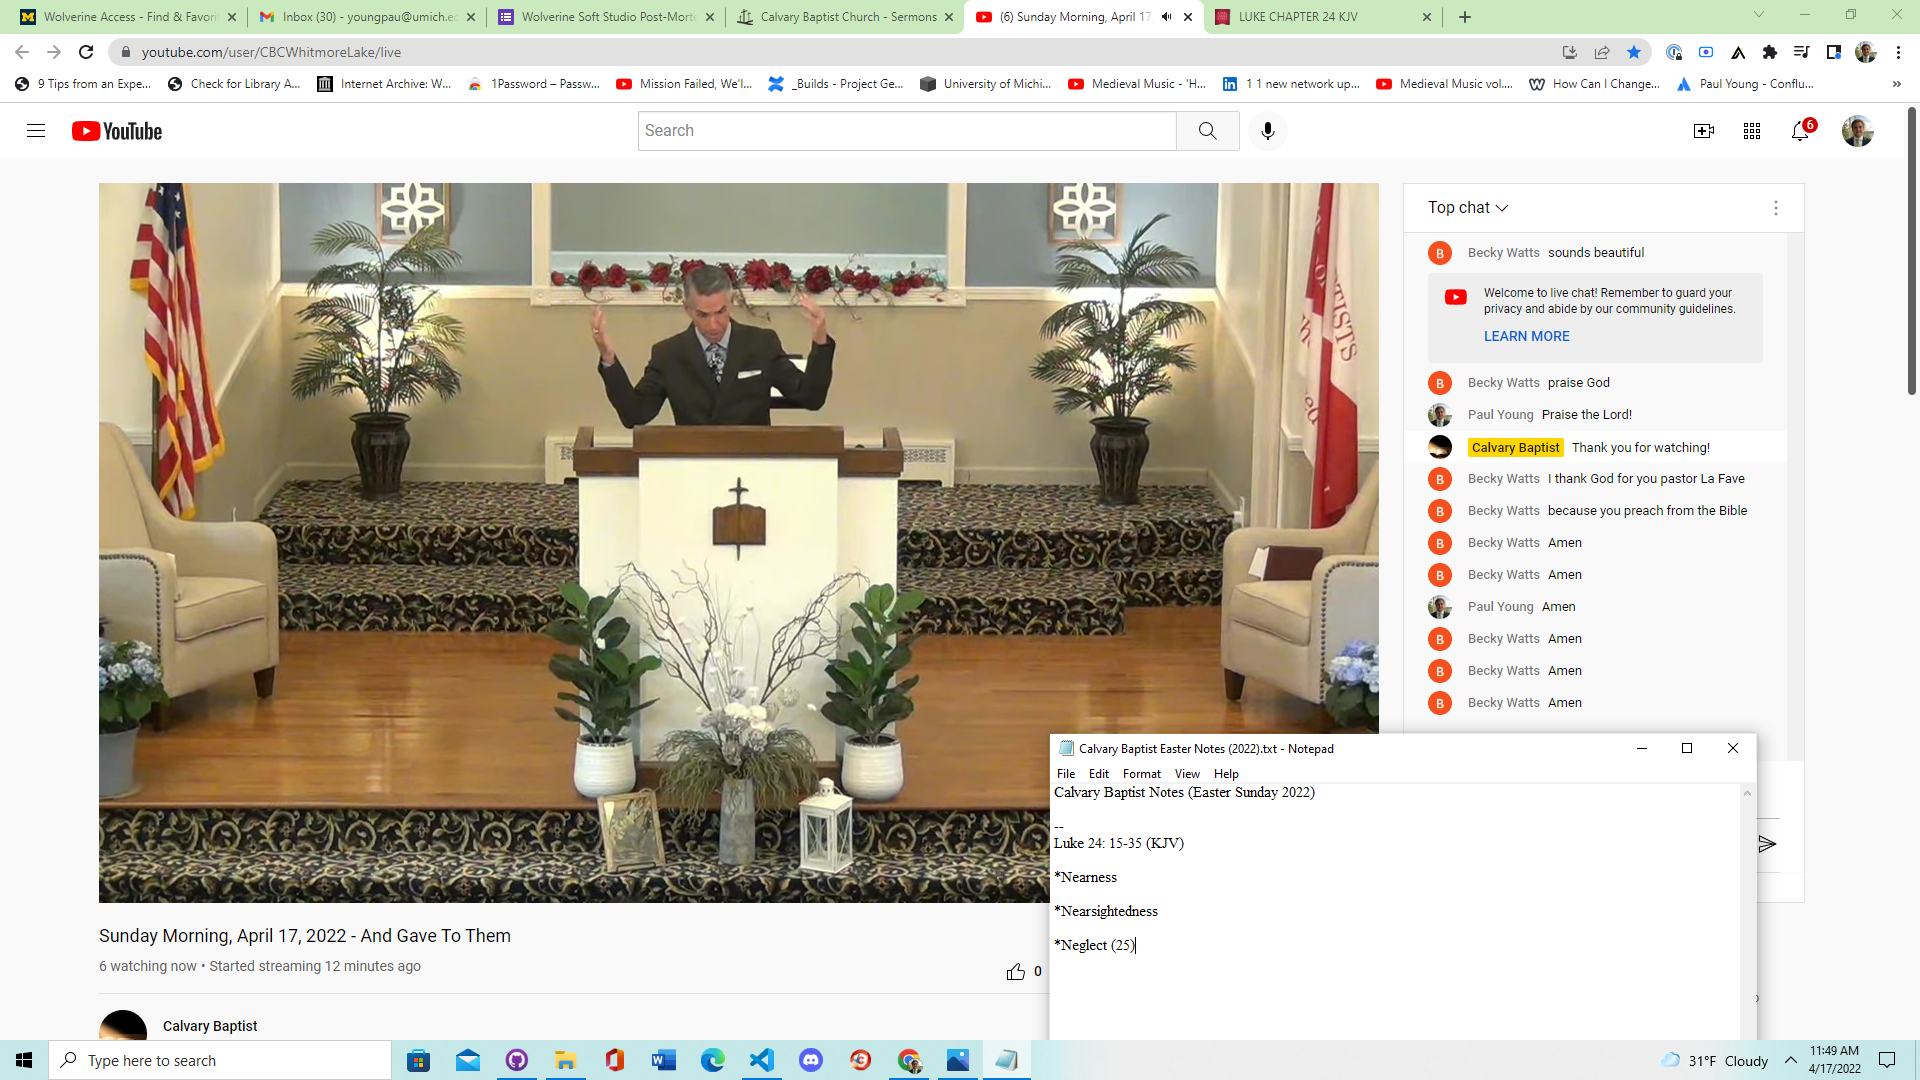 Wolverine Access - Find & Favori
Inbox (30) - youngpau@umich.ed
Wolverine Soft Studio Post-Morte
Calvary Baptist Church - Sermons
(6) Sunday Morning, April 17
LUKE CHAPTER 24 KJV
youtube.com/user/CBCWhitmoreLake/live
9 Tips from an Expe...
Check for Library A...
Internet Archive: W...
1Password – Passw...
Mission Failed, We'l...
_Builds - Project Ge...
University of Michi...
Medieval Music - 'H...
1 1 new network up...
Medieval Music vol....
How Can I Change...
Paul Young - Conflu...
YouTube
Search
6
Top chat
B Becky Watts sounds beautiful
Welcome to live chat! Remember to guard your
privacy and abide by our community guidelines.
LEARN MORE
B Becky Watts praise God
Paul Young Praise the Lord!
Calvary Baptist Thank you for watching!
B Becky Watts I thank God for you pastor La Fave
B Becky Watts because you preach from the Bible
B Becky Watts Amen
B Becky Watts Amen
Paul Young Amen
B Becky Watts Amen
B Becky Watts Amen
B Becky Watts Amen
Sunday Morning, April 17, 2022 - And Gave To Them
6 watching now • Started streaming 12 minutes ago
0
Calvary Baptist
Calvary Baptist Easter Notes (2022).txt - Notepad
File Edit Format View Help
Calvary Baptist Notes (Easter Sunday 2022)
--
Luke 24: 15-35 (KJV)
*Nearness
*Nearsightedness
*Neglect (25)
Type here to search
31°F Cloudy
11:49 AM
4/17/2022